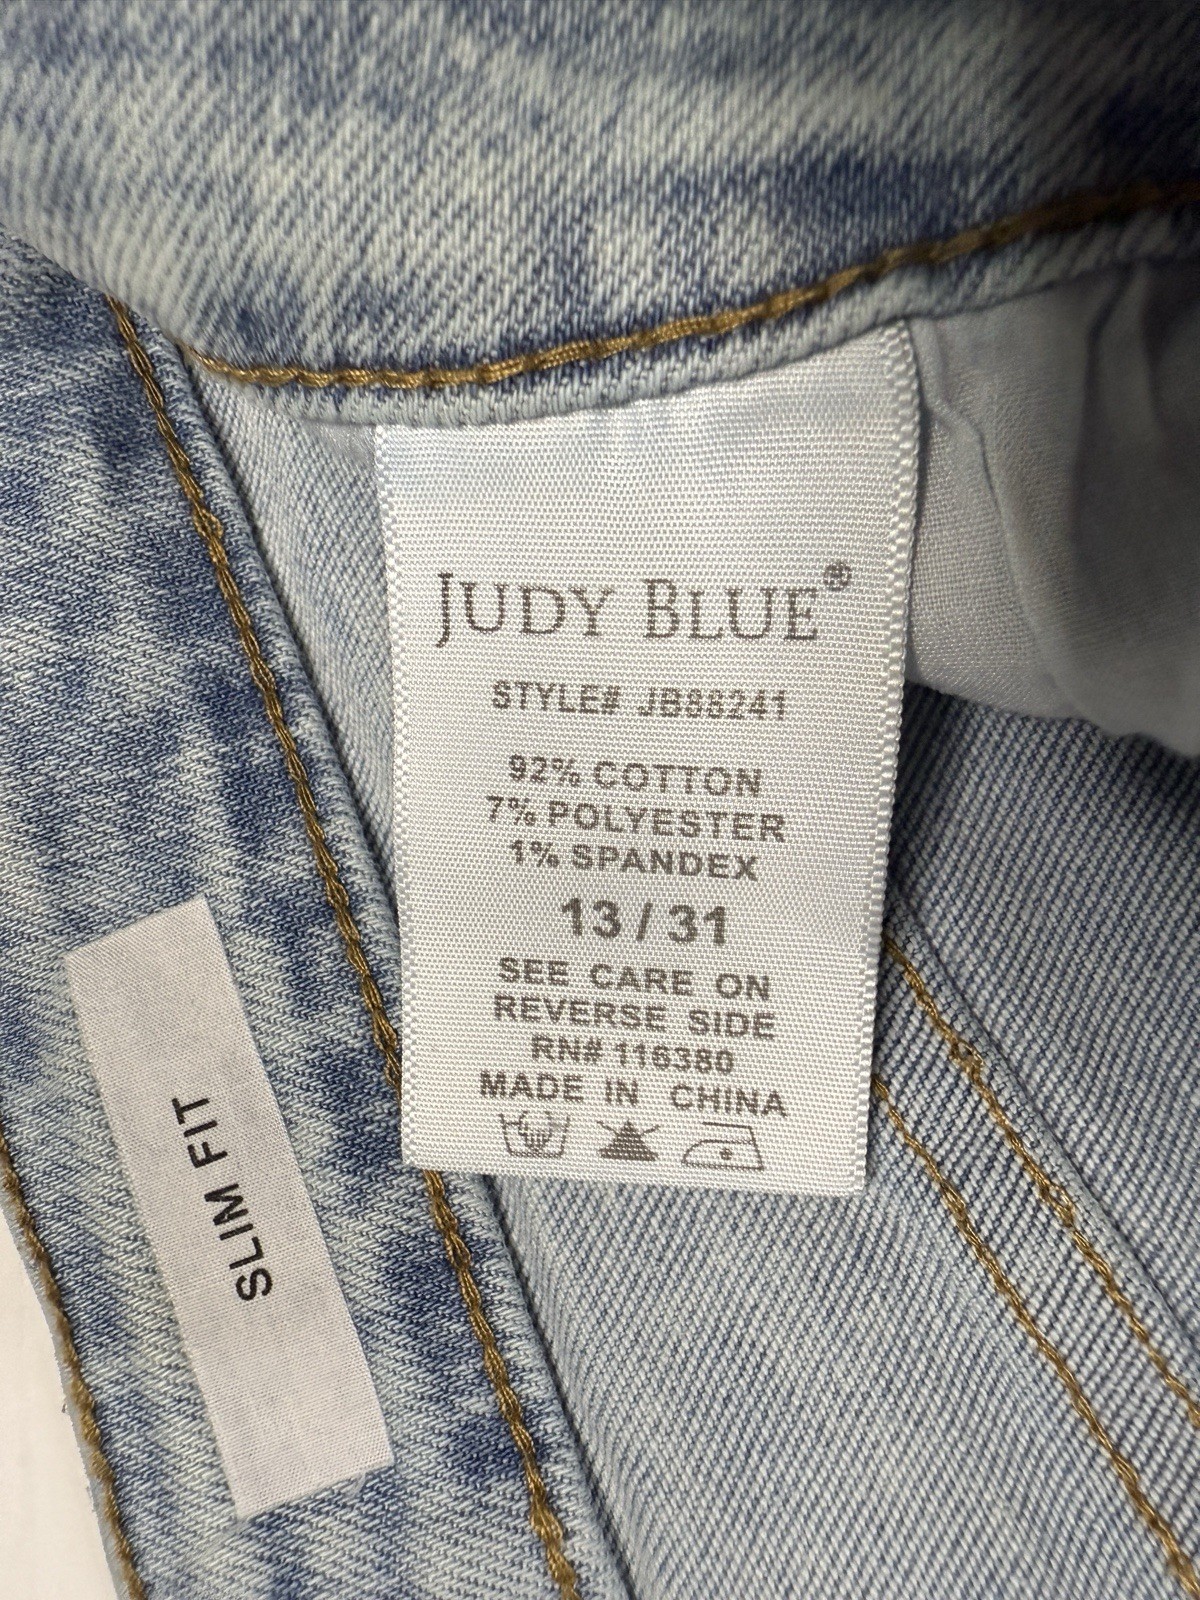 JUDY BLUE®
STYLE# JB88241
92% COTTON
7% POLYESTER
1% SPANDEX
13 / 31
SEE CARE ON
REVERSE SIDE
RN# 116380
MADE IN CHINA
SLIM FIT